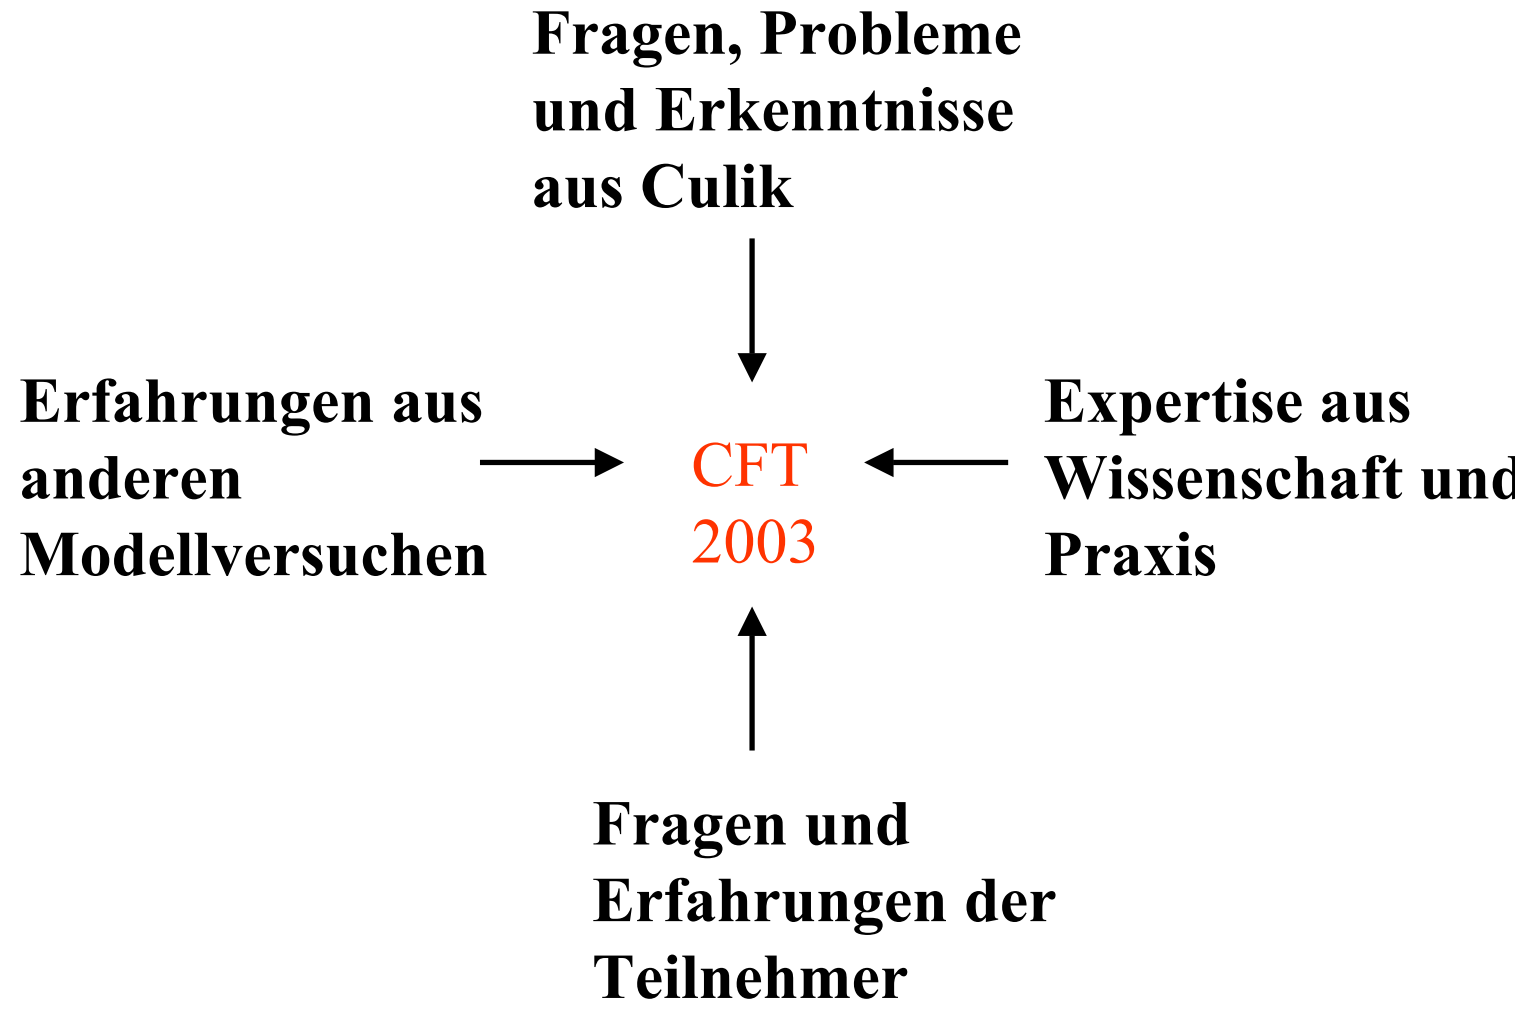 Fragen, Probleme
und Erkenntnisse
aus Culik
Erfahrungen aus
anderen
Modellversuchen
CFT
2003
Expertise aus
Wissenschaft und
Praxis
Fragen und
Erfahrungen der
Teilnehmer